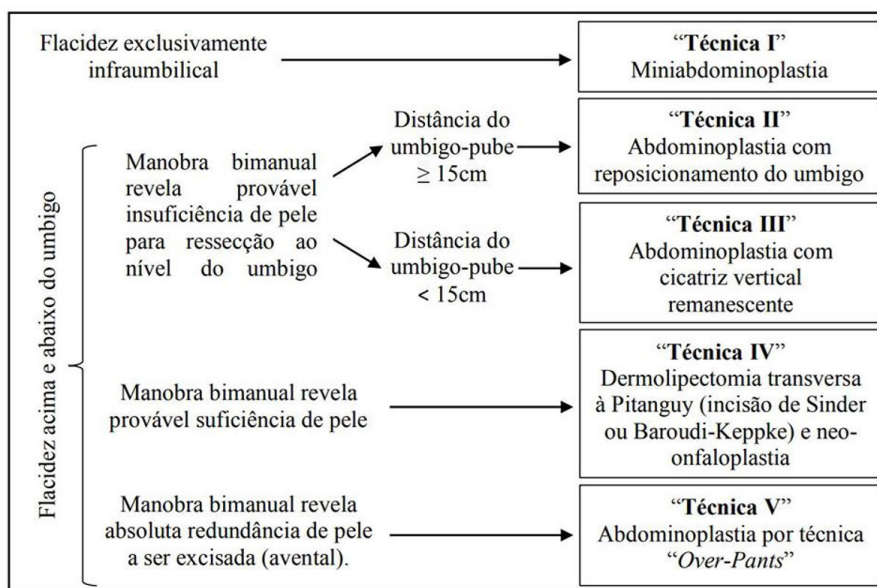 Flacidez exclusivamente
infraumbilical
“Técnica I”
Miniabdominoplastia
Flacidez acima e abaixo do umbigo
Manobra bimanual
revela provável
insuficiência de pele
para ressecção ao
nível do umbigo
Distância do
umbigo-pube
≥ 15cm
“Técnica II”
Abdominoplastia com
reposicionamento do umbigo
Distância do
umbigo-pube
< 15cm
“Técnica III”
Abdominoplastia com
cicatriz vertical
remanescente
Manobra bimanual revela
provável suficiência de pele
“Técnica IV”
Dermolipectomia transversa
à Pitanguy (incisão de Sinder
ou Baroudi-Keppke) e neo-
onfaloplastia
Manobra bimanual revela
absoluta redundância de pele
a ser excisada (avental).
“Técnica V”
Abdominoplastia por técnica
“Over-Pants”